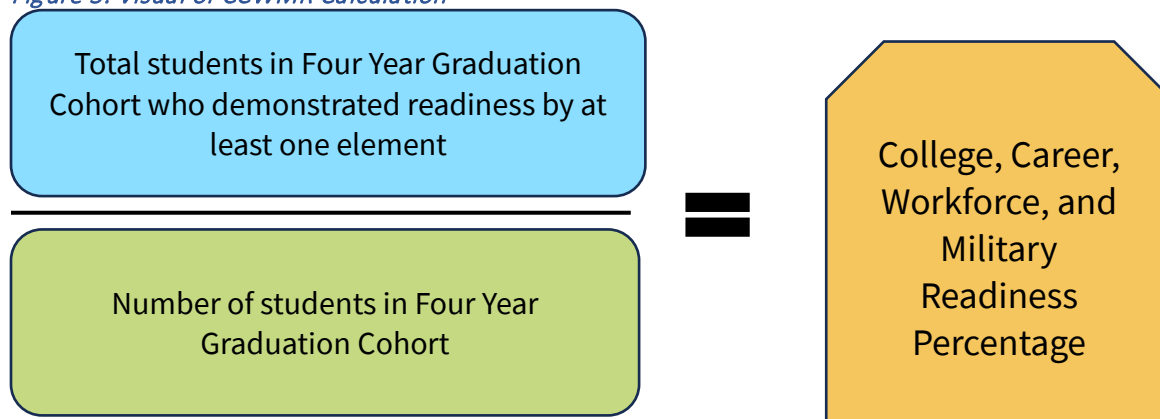 Total students in Four Year Graduation
Cohort who demonstrated readiness by at
least one element
Number of students in Four Year
Graduation Cohort
College, Career,
Workforce, and
Military
Readiness
Percentage